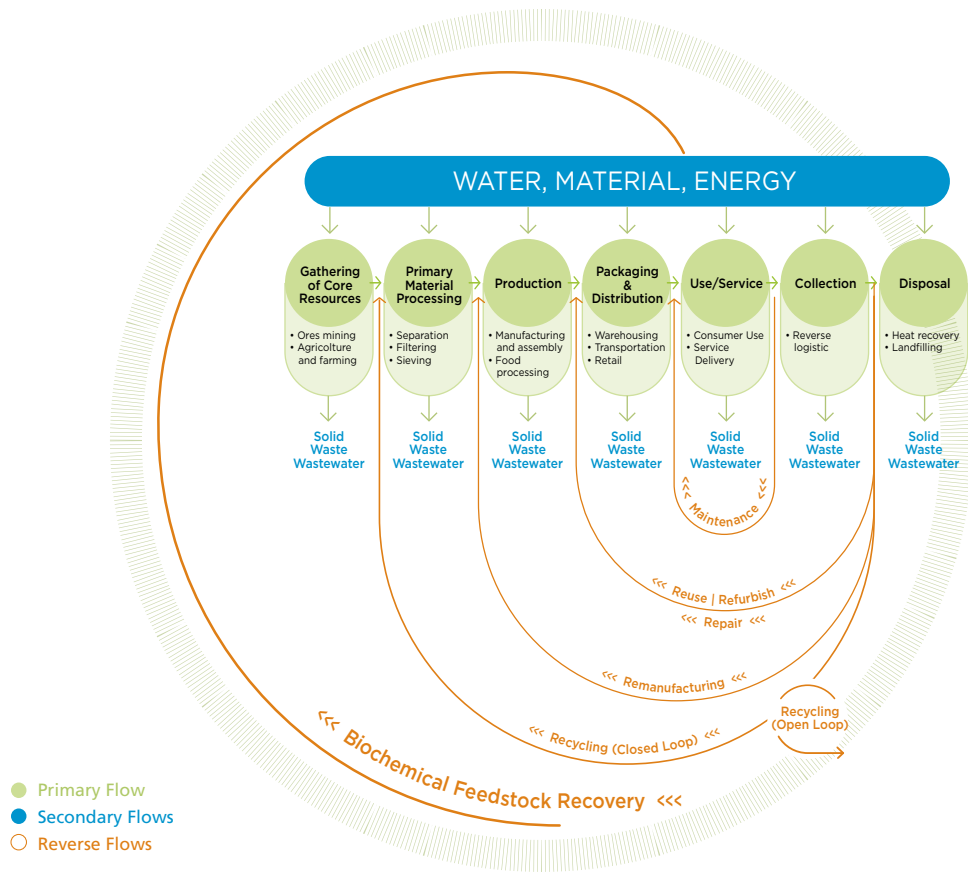 WATER, MATERIAL, ENERGY
Gathering
of Core
Resources
• Ores mining
• Agricolture
and farming
Solid
Waste
Wastewater
Primary
Material
Processing
• Separation
• Filtering
• Sieving
Solid
Waste
Wastewater
Production
• Manufacturing
and assembly
• Food
processing
Solid
Waste
Wastewater
Packaging
&
Distribution
• Warehousing
• Transportation
• Retail
Solid
Waste
Wastewater
Use/Service
• Consumer Use
• Service
Delivery
Solid
Waste
Wastewater
Collection
• Reverse
logistic
Solid
Waste
Wastewater
Disposal
• Heat recovery
• Landfilling
Solid
Waste
Wastewater
<<< Maintenance <<<
<<< Reuse | Refurbish <<<
<<< Repair <<<
<<< Remanufacturing <<<
<<< Recycling (Closed Loop) <<<
Recycling
(Open Loop)
<<< Biochemical Feedstock Recovery <<<
Primary Flow
Secondary Flows
Reverse Flows